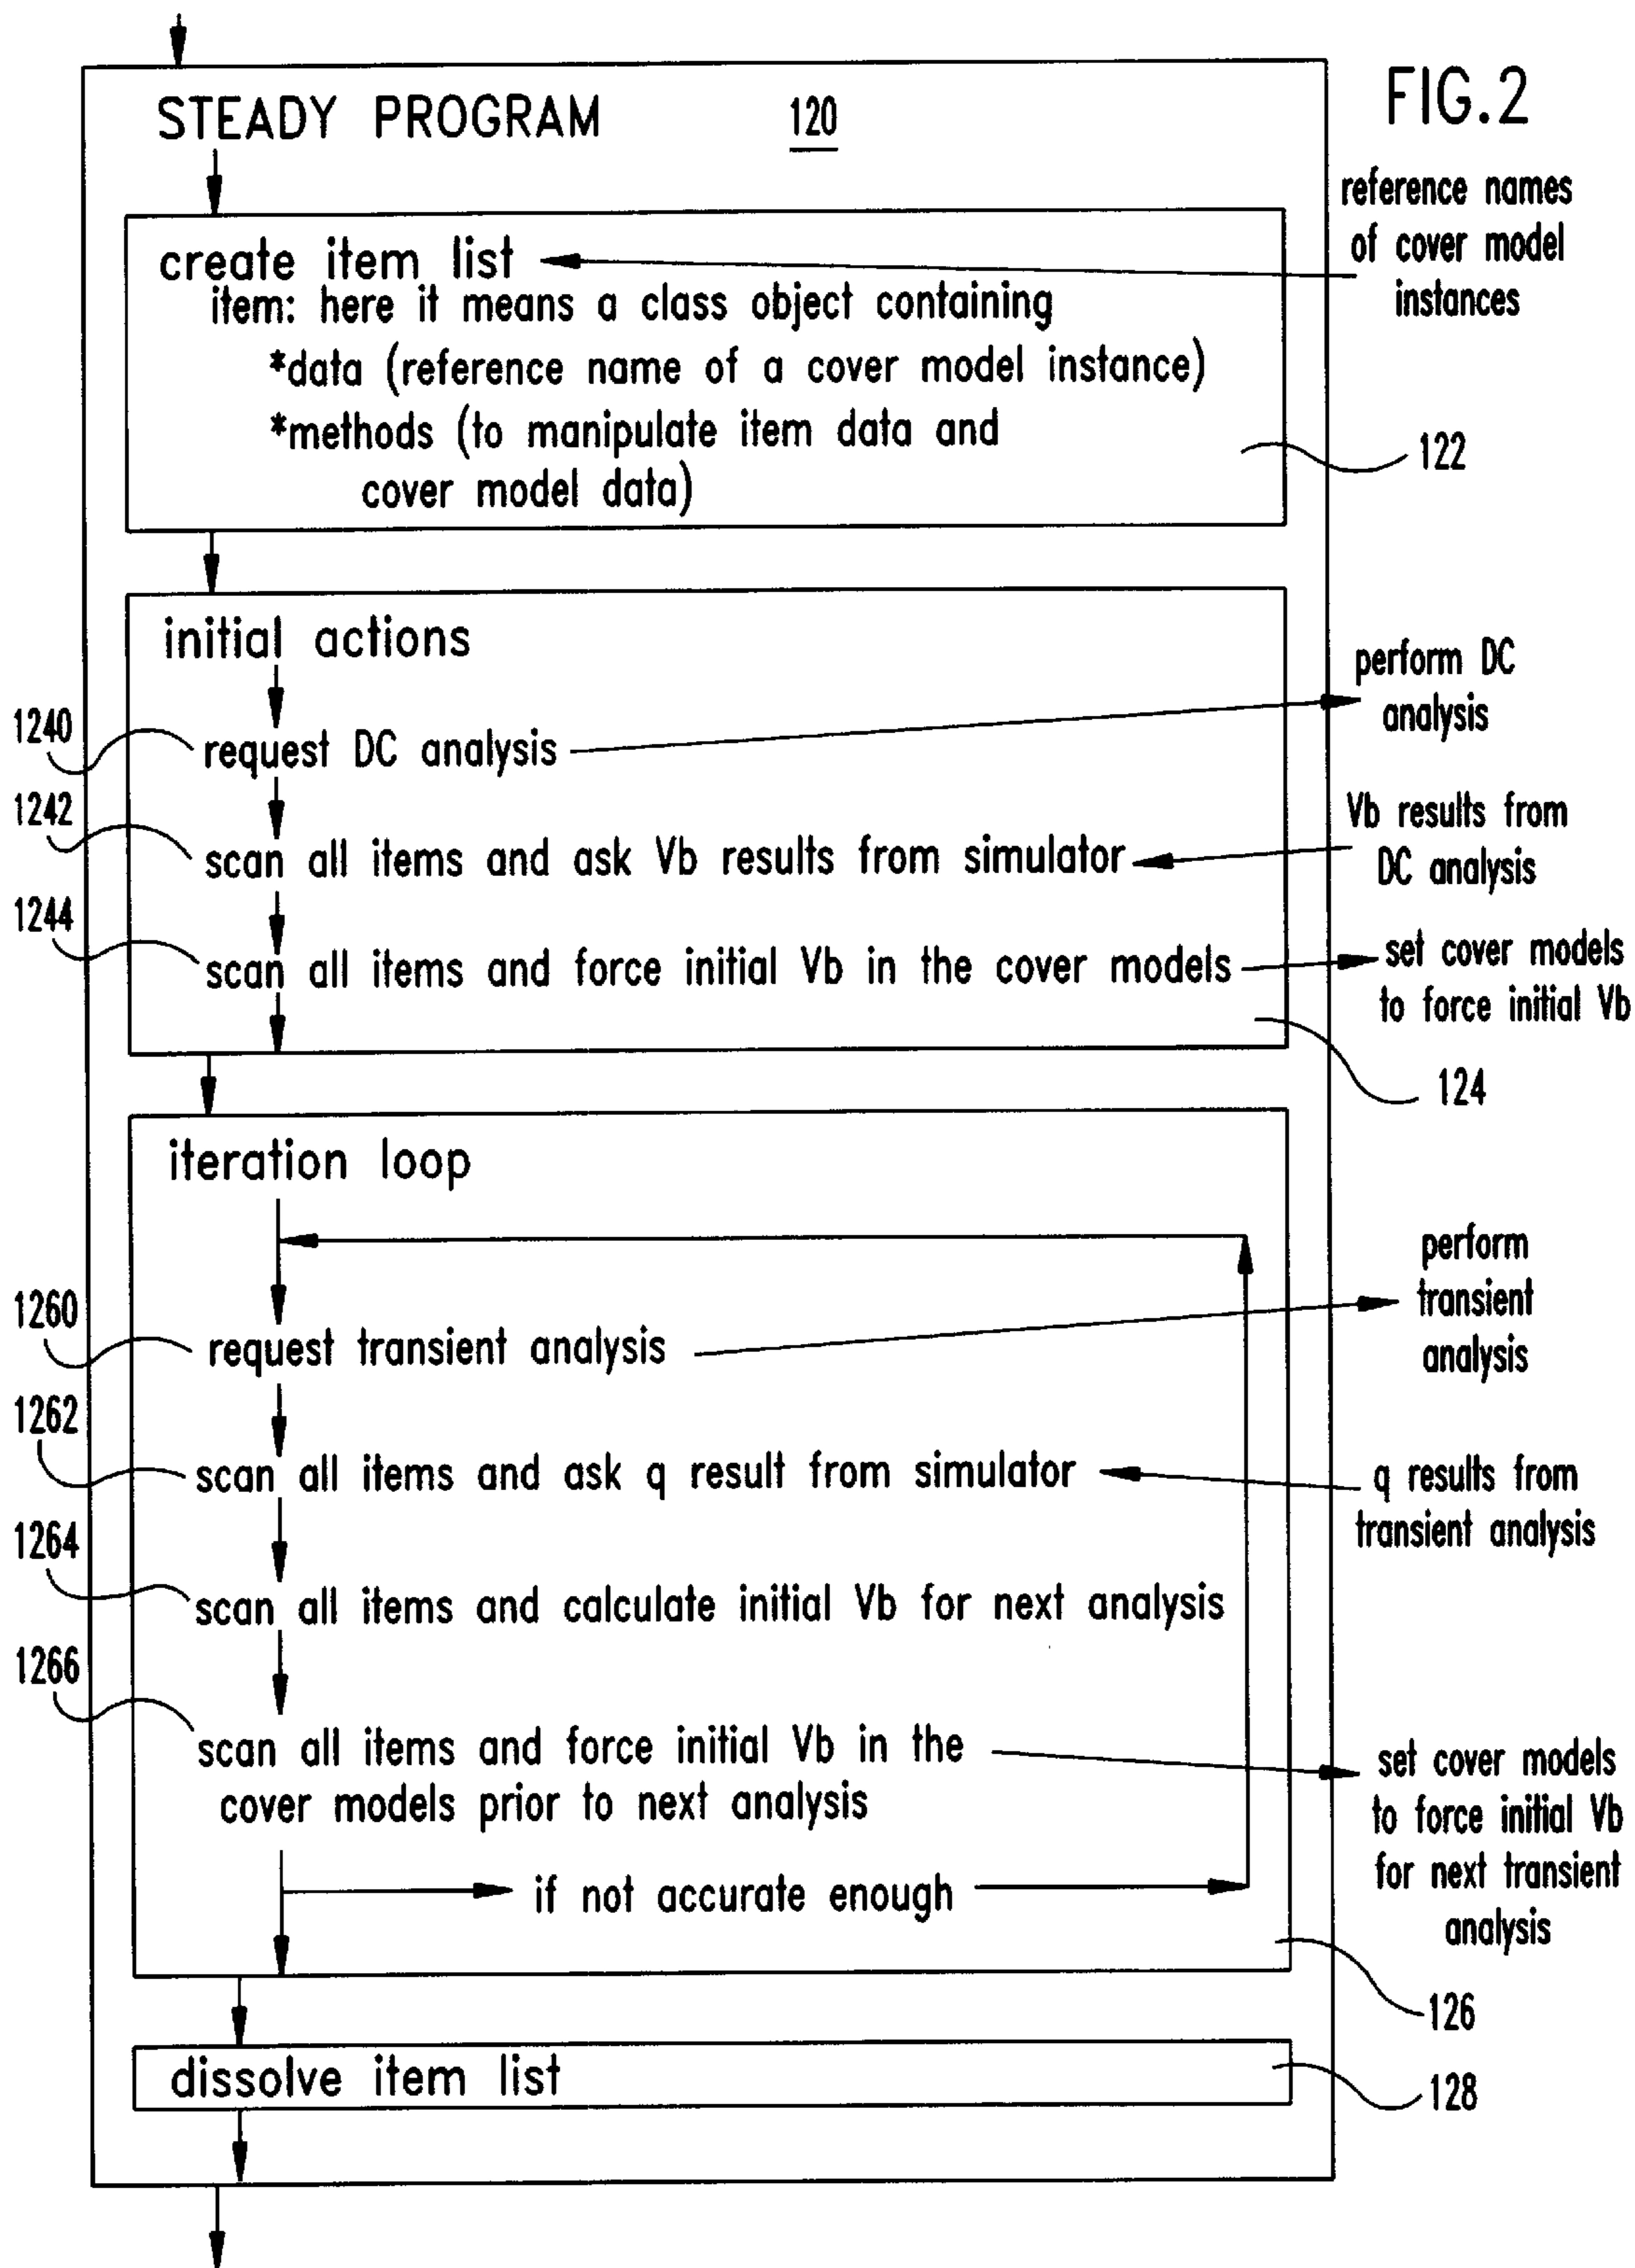 FIG.2
STEADY PROGRAM 120
reference names
of cover model
instances
create item list
item: here it means a class object containing
*data (reference name of a cover model instance)
*methods (to manipulate item data and
cover model data)
122
initial actions
perform DC
analysis
1240
request DC analysis
1242
Vb results from
DC analysis
scan all items and ask Vb results from simulator
1244
scan all items and force initial Vb in the cover models
set cover models
to force initial Vb
124
iteration loop
perform
transient
analysis
1260
request transient analysis
1262
scan all items and ask q result from simulator
q results from
transient analysis
1264
scan all items and calculate initial Vb for next analysis
1266
scan all items and force initial Vb in the
cover models prior to next analysis
set cover models
to force initial Vb
for next transient
analysis
if not accurate enough
126
dissolve item list
128